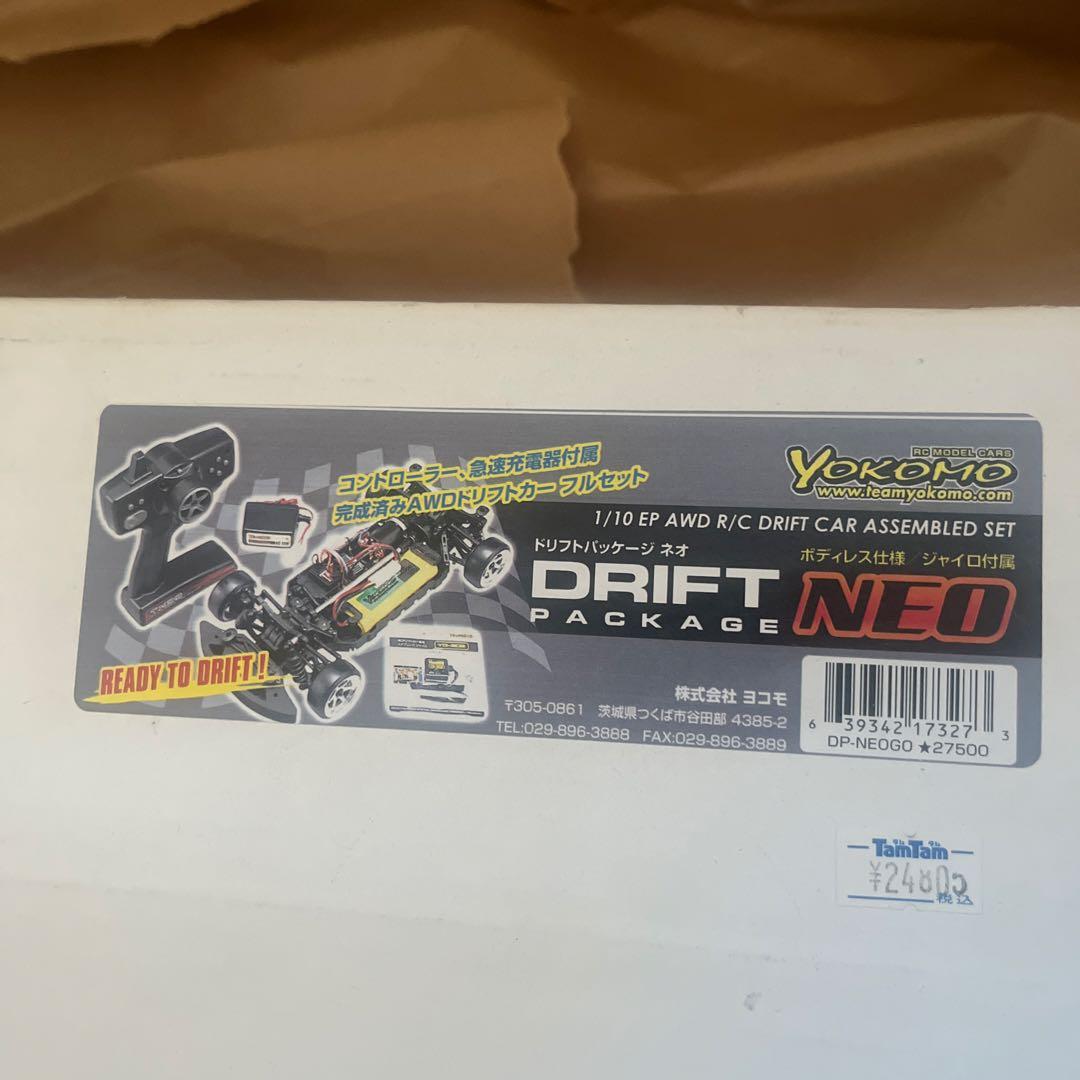 コントローラー、急速充電器付属
完成済みAWDドリフトカー フルセット
RC MODEL CARS
YOKOMO
www.teamyokomo.com
1/10 EP AWD R/C DRIFT CAR ASSEMBLED SET
ドリフトパッケージ ネオ
ボディレス仕様／ジャイロ付属
DRIFT
PACKAGE
NEO
READY TO DRIFT!
株式会社 ヨコモ
〒305-0861 茨城県つくば市谷田部 4385-2
TEL:029-896-3888 FAX:029-896-3889
6 39342 17327 3
DP-NEOGO ★27500
タム タム
TamTam
¥24805
税込